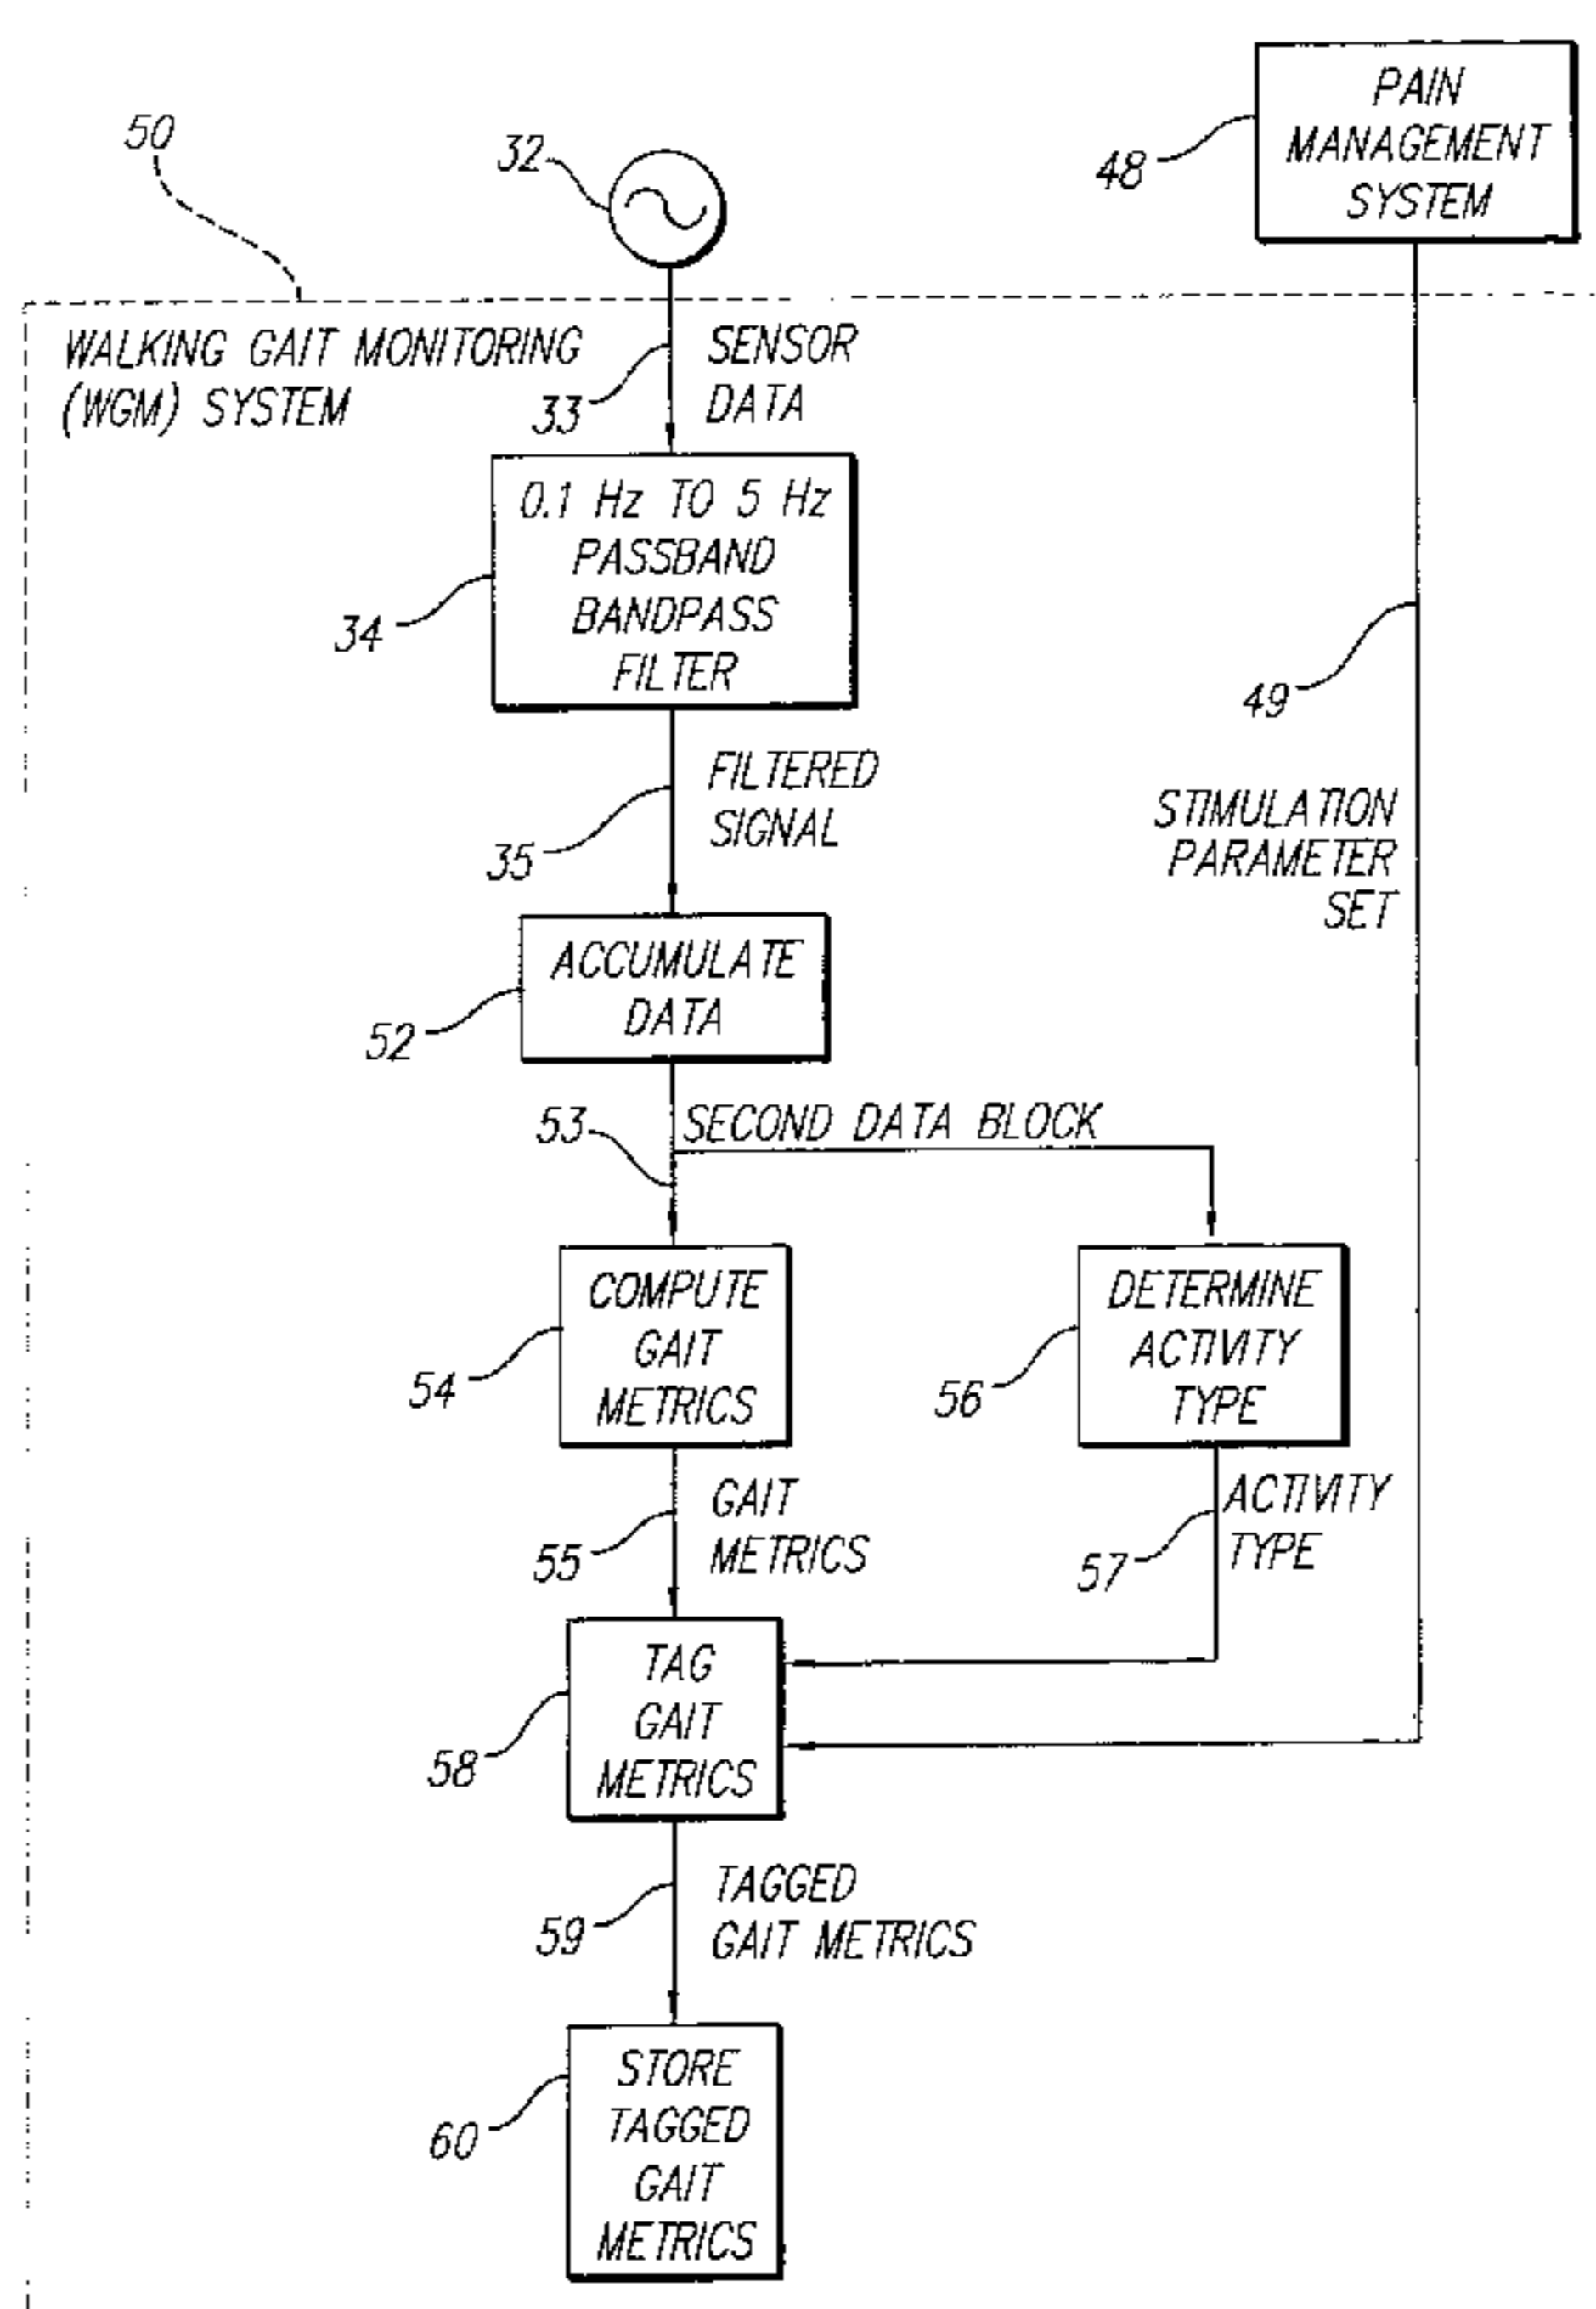 PAIN
MANAGEMENT
SYSTEM
48
50
32
WALKING GAIT MONITORING
(WGM) SYSTEM
33
SENSOR
DATA
0.1 Hz TO 5 Hz
PASSBAND
BANDPASS
FILTER
34
49
FILTERED
SIGNAL
35
STIMULATION
PARAMETER
SET
ACCUMULATE
DATA
52
53
SECOND DATA BLOCK
COMPUTE
GAIT
METRICS
54
DETERMINE
ACTIVITY
TYPE
56
GAIT
METRICS
55
ACTIVITY
TYPE
57
TAG
GAIT
METRICS
58
TAGGED
GAIT METRICS
59
STORE
TAGGED
GAIT
METRICS
60